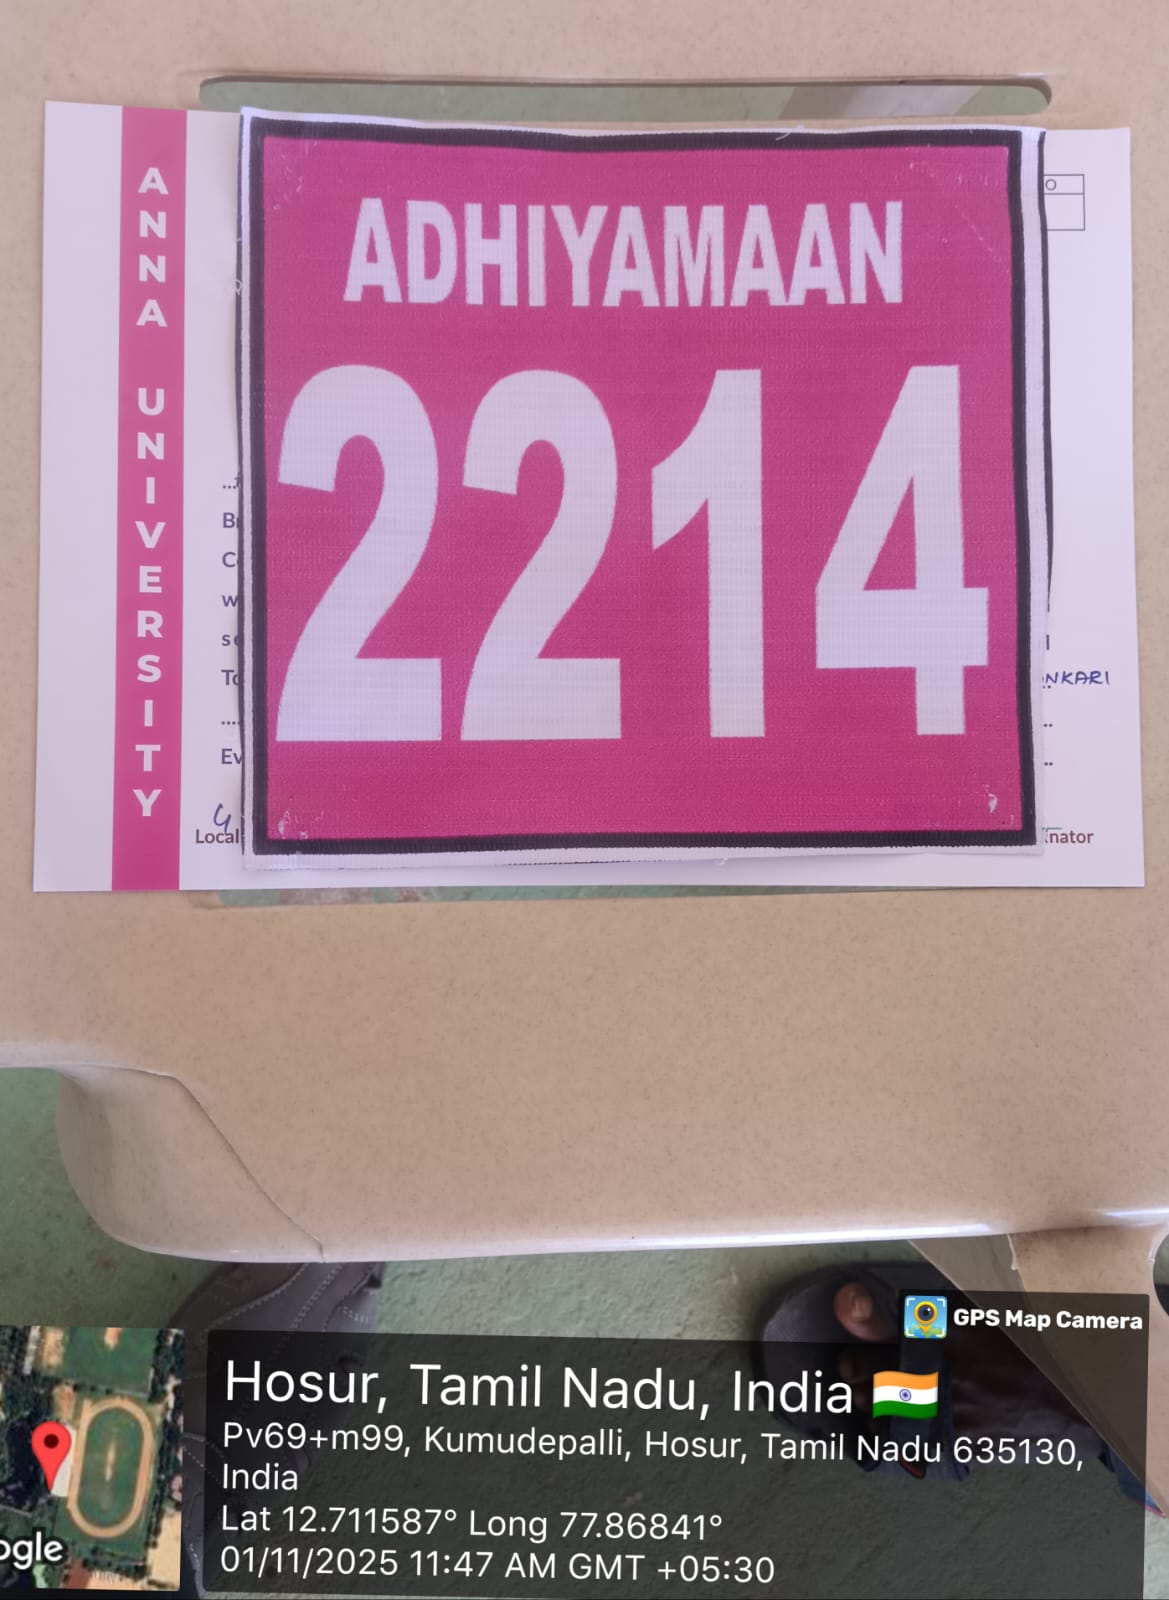 ANNA UNIVERSITY
ADHIYAMAAN
2214
To
Local
NKARI
nator
GPS Map Camera
Hosur, Tamil Nadu, India
Pv69+m99, Kumudepalli, Hosur, Tamil Nadu 635130,
India
Lat 12.711587° Long 77.86841°
01/11/2025 11:47 AM GMT +05:30
ogle